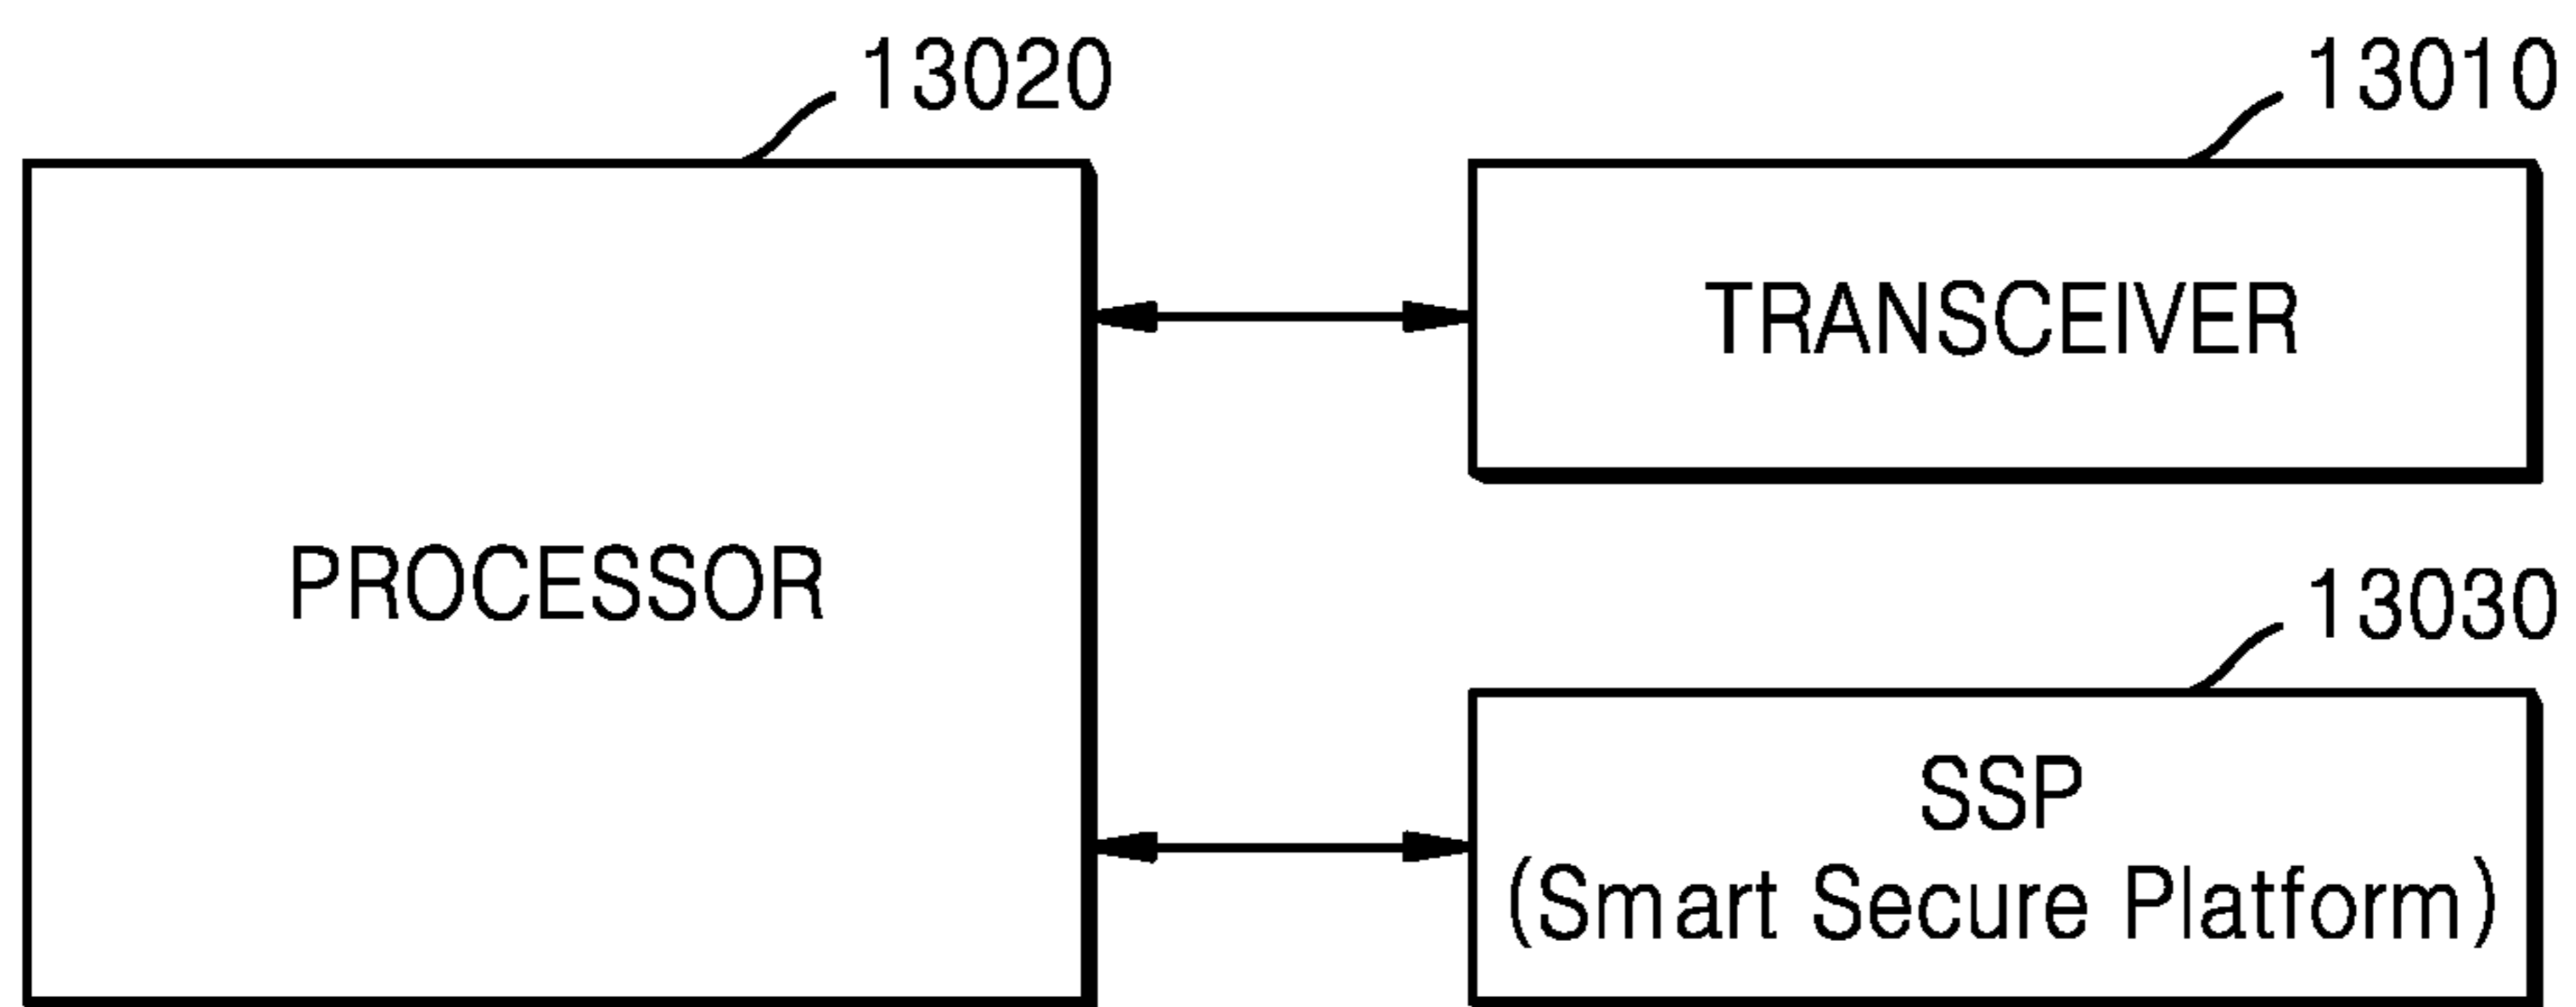 13020
13010
TRANSCEIVER
PROCESSOR
13030
SSP
(Smart Secure Platform)